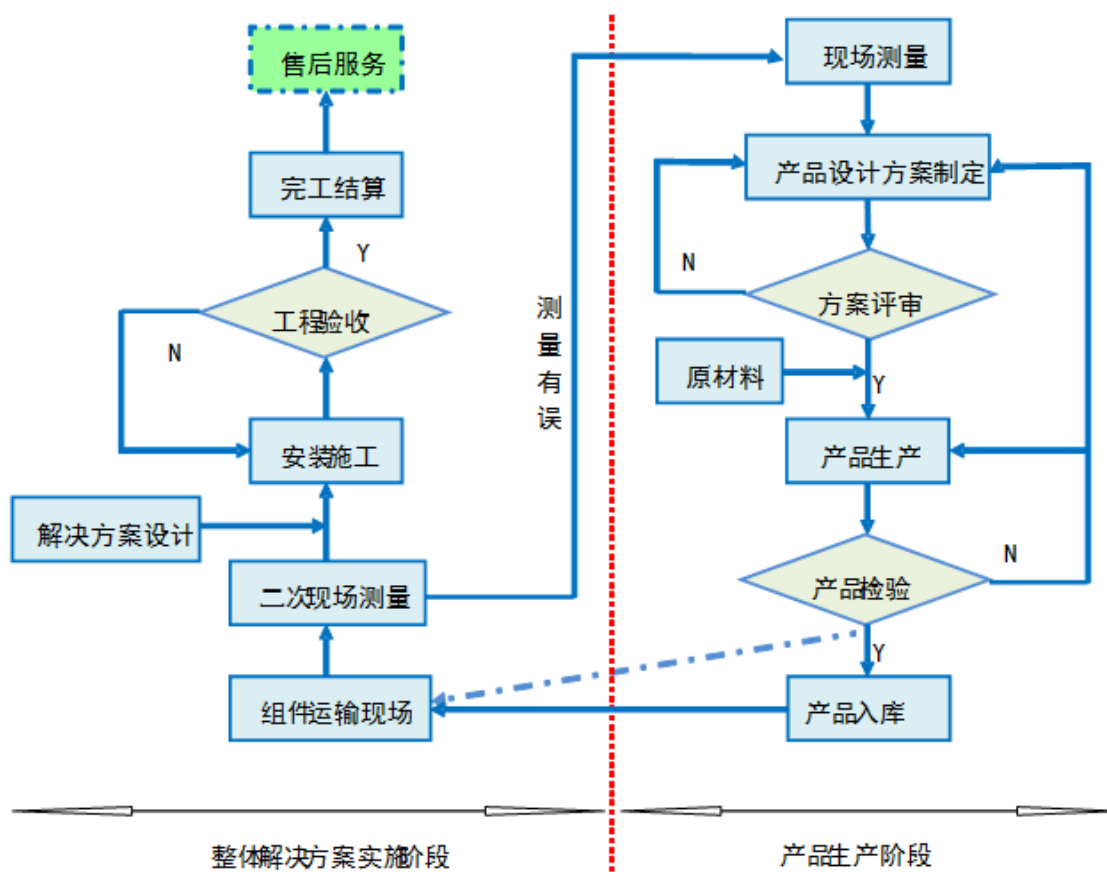 售后服务
完工结算
Y
工程验收
N
安装施工
解决方案设计
二次现场测量
组件运输现场
测量有误
现场测量
产品设计方案制定
N
方案评审
原材料
Y
产品生产
产品检验
N
Y
产品入库
整体解决方案实施阶段
产品生产阶段